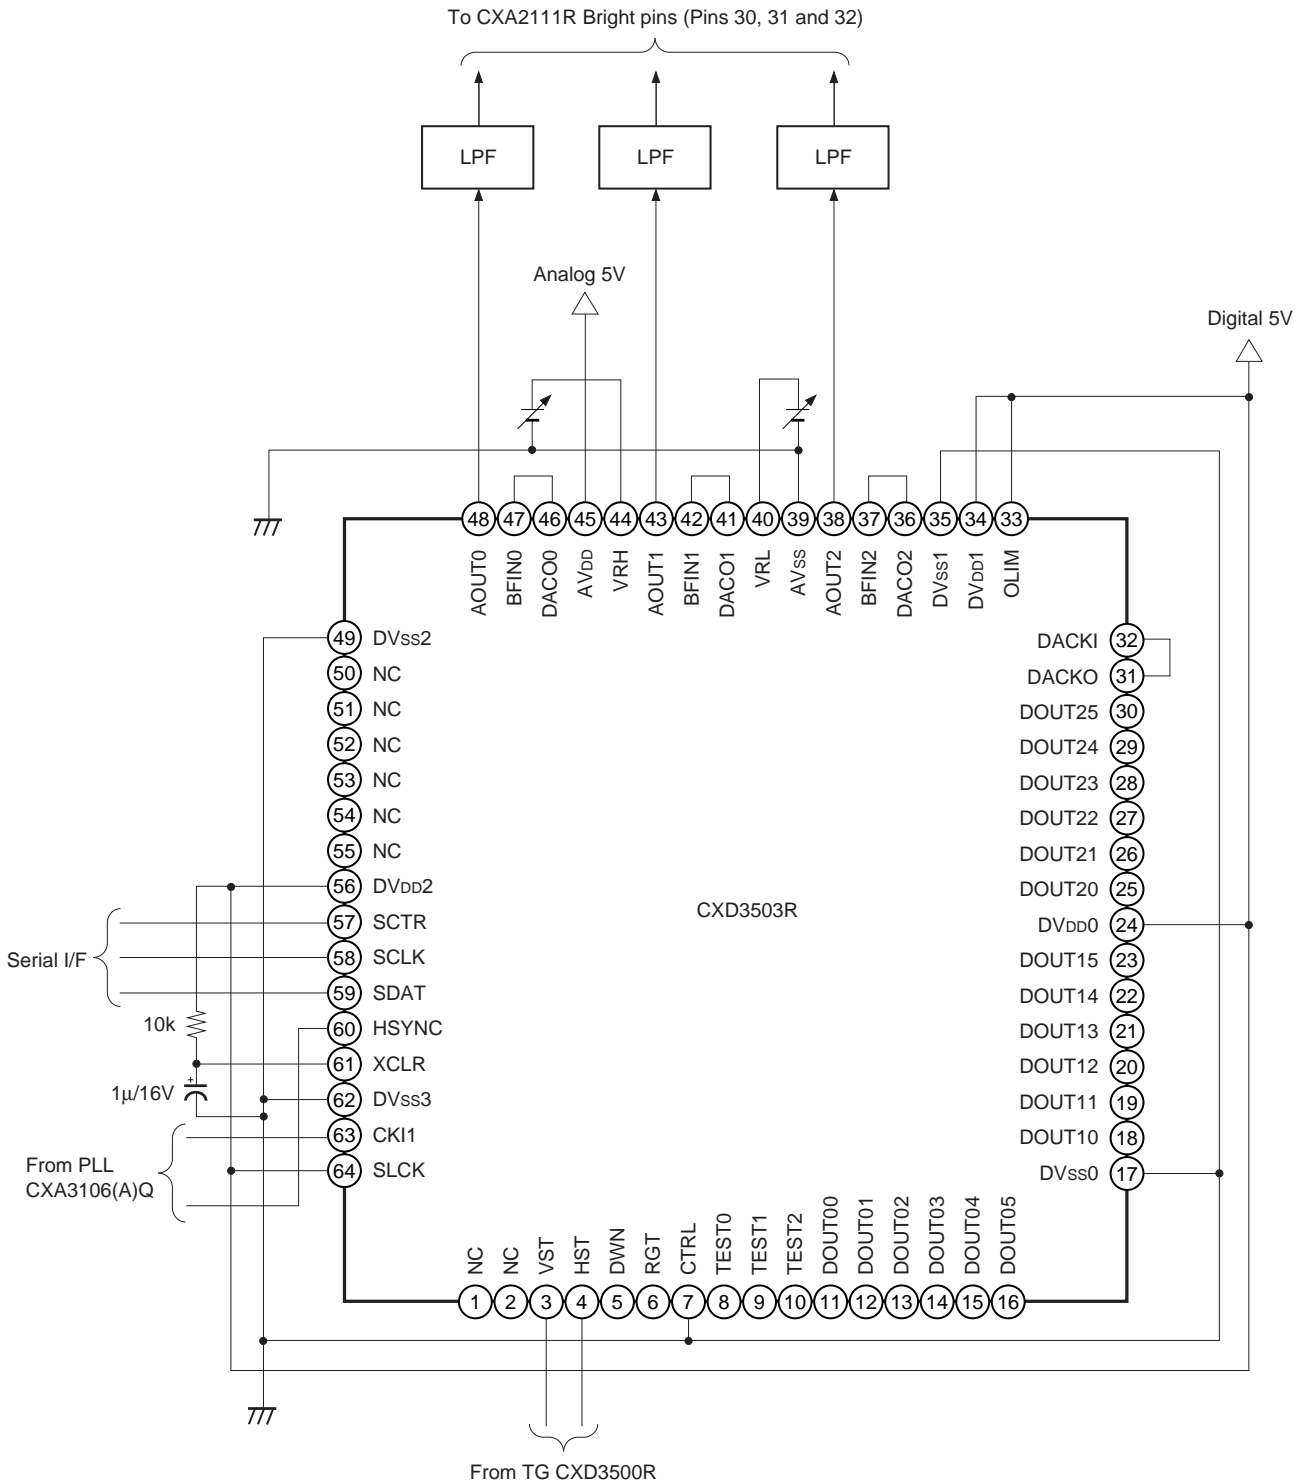 To CXA2111R Bright pins (Pins 30, 31 and 32)
LPF
LPF
LPF
Analog 5V
Digital 5V
48
47
46
45
44
43
42
41
40
39
38
37
36
35
34
33
AOUT0
BFIN0
DACO0
AVDD
VRH
AOUT1
BFIN1
DACO1
VRL
AVss
AOUT2
BFIN2
DACO2
DVss1
DVDD1
OLIM
49 DVss2
50 NC
51 NC
52 NC
53 NC
54 NC
55 NC
56 DVDD2
57 SCTR
58 SCLK
59 SDAT
60 HSYNC
61 XCLR
62 DVss3
63 CKI1
64 SLCK
Serial I/F
10k
+
1µ/16V
From PLL
CXA3106(A)Q
CXD3503R
DACKI 32
DACKO 31
DOUT25 30
DOUT24 29
DOUT23 28
DOUT22 27
DOUT21 26
DOUT20 25
DVDD0 24
DOUT15 23
DOUT14 22
DOUT13 21
DOUT12 20
DOUT11 19
DOUT10 18
DVss0 17
NC
NC
VST
HST
DWN
RGT
CTRL
TEST0
TEST1
TEST2
DOUT00
DOUT01
DOUT02
DOUT03
DOUT04
DOUT05
1
2
3
4
5
6
7
8
9
10
11
12
13
14
15
16
From TG CXD3500R